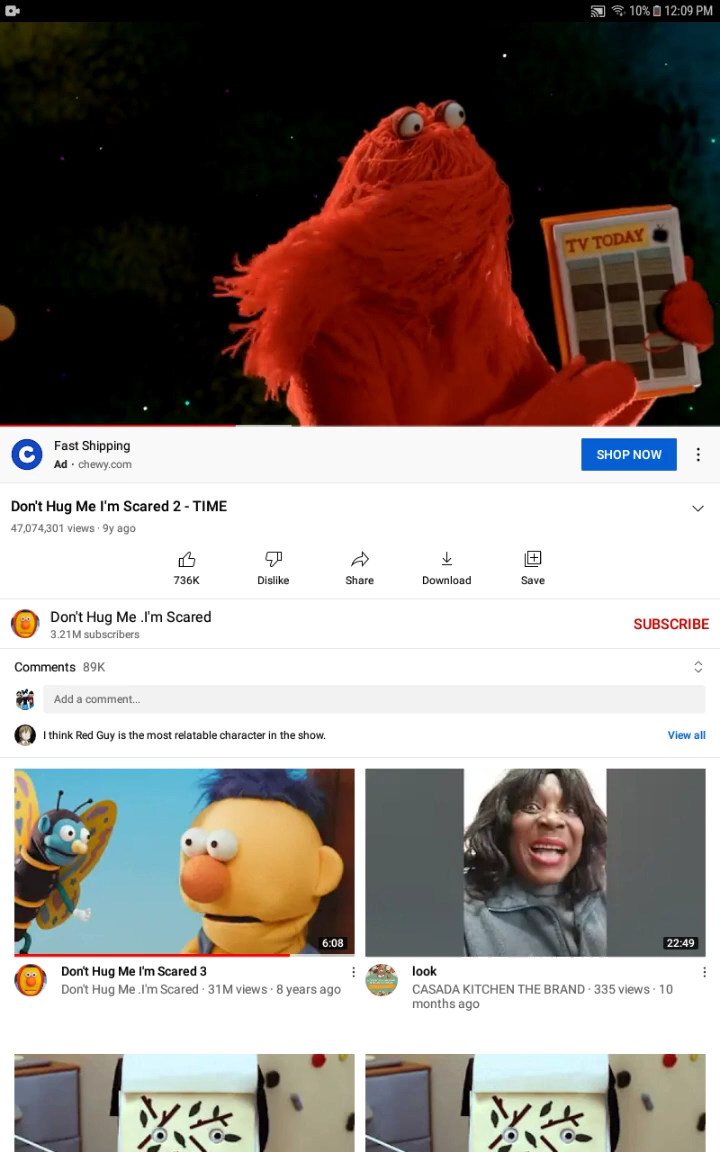 10% 12:09 PM
TV TODAY
Fast Shipping
Ad · chewy.com
SHOP NOW
Don't Hug Me I'm Scared 2 - TIME
47,074,301 views · 9y ago
736K
Dislike
Share
Download
Save
Don't Hug Me .I'm Scared
3.21M subscribers
SUBSCRIBE
Comments 89K
Add a comment...
I think Red Guy is the most relatable character in the show.
View all
6:08
22:49
Don't Hug Me I'm Scared 3
Don't Hug Me .I'm Scared · 31M views · 8 years ago
look
CASADA KITCHEN THE BRAND · 335 views · 10
months ago